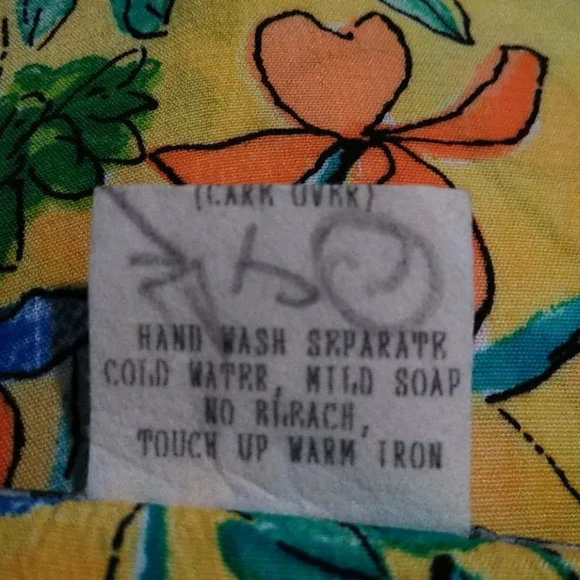 (CARE OVER)
HAND WASH SEPARATE
COLD WATER, MILD SOAP
NO BLEACH,
TOUCH UP WARM IRON